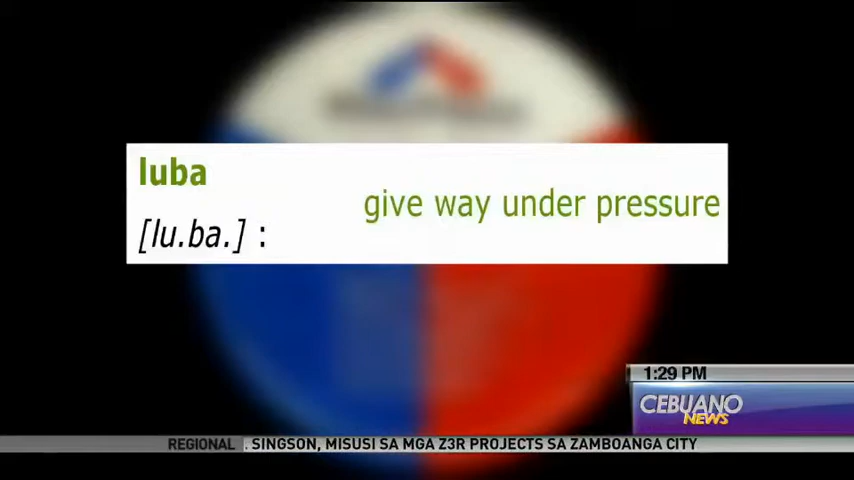 luba
give way under pressure
[lu.ba.] :
1:29 PM
CEBUANO
NEWS
REGIONAL . SINGSON, MISUSI SA MGA Z3R PROJECTS SA ZAMBOANGA CITY